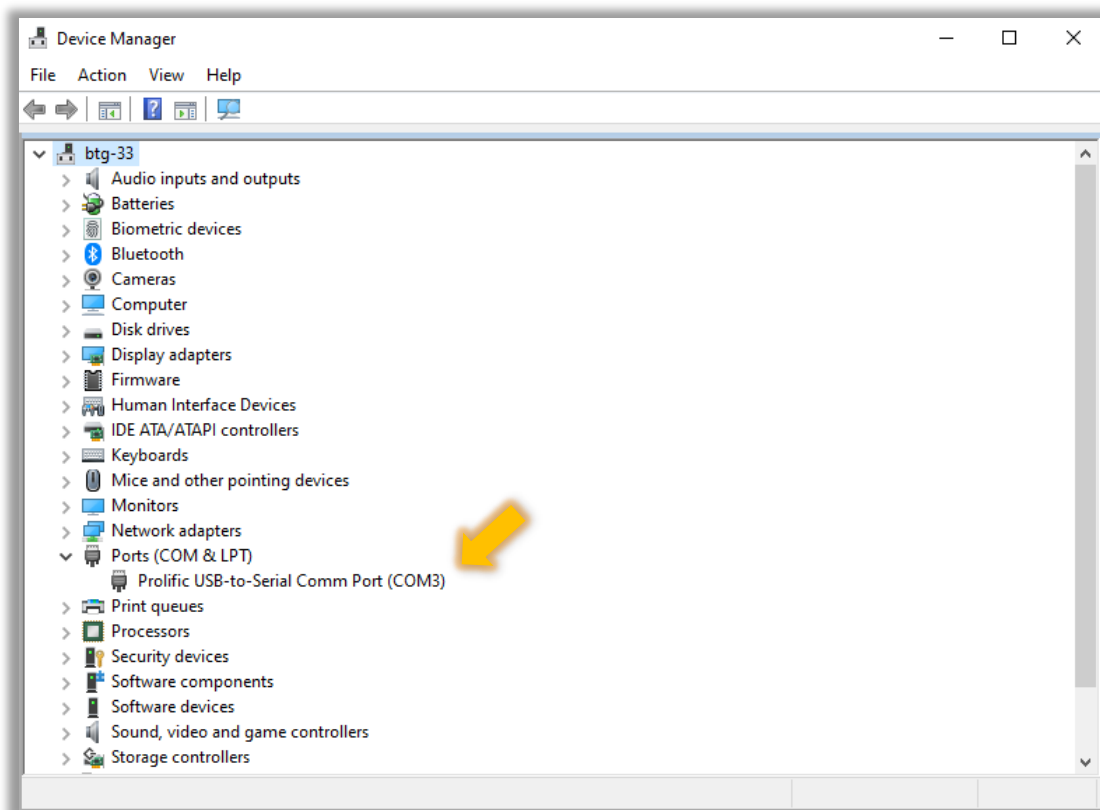 Device Manager
File Action View Help
btg-33
Audio inputs and outputs
Batteries
Biometric devices
Bluetooth
Cameras
Computer
Disk drives
Display adapters
Firmware
Human Interface Devices
IDE ATA/ATAPI controllers
Keyboards
Mice and other pointing devices
Monitors
Network adapters
Ports (COM & LPT)
Prolific USB-to-Serial Comm Port (COM3)
Print queues
Processors
Security devices
Software components
Software devices
Sound, video and game controllers
Storage controllers